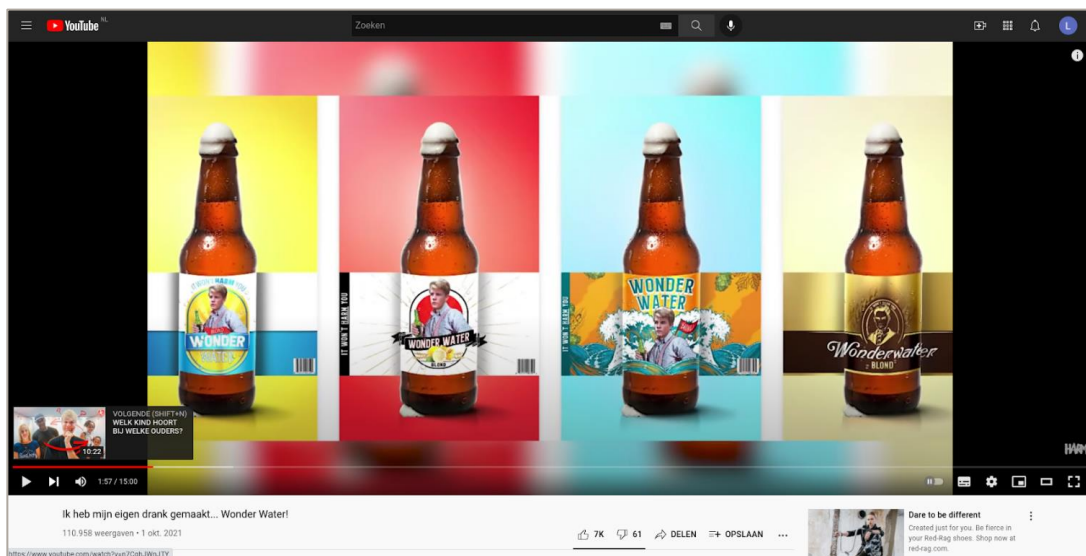 YouTube NL
Zoeken
L
IT WON'T HARM YOU
WONDER
IT WON'T HARM YOU
WONDER WATER
BLOND
IT WON'T HARM YOU
WONDER
WATER
Wonderwater
BLOND
VOLGENDE (SHIFT+N)
WELK KIND HOORT
BIJ WELKE OUDERS?
10:22
HARM
1:57 / 15:00
Ik heb mijn eigen drank gemaakt... Wonder Water!
110.958 weergaven • 1 okt. 2021
7K 61 DELEN OPSLAAN ...
Dare to be different
Created just for you. Be fierce in
your Red-Rag shoes. Shop now at
red-rag.com.